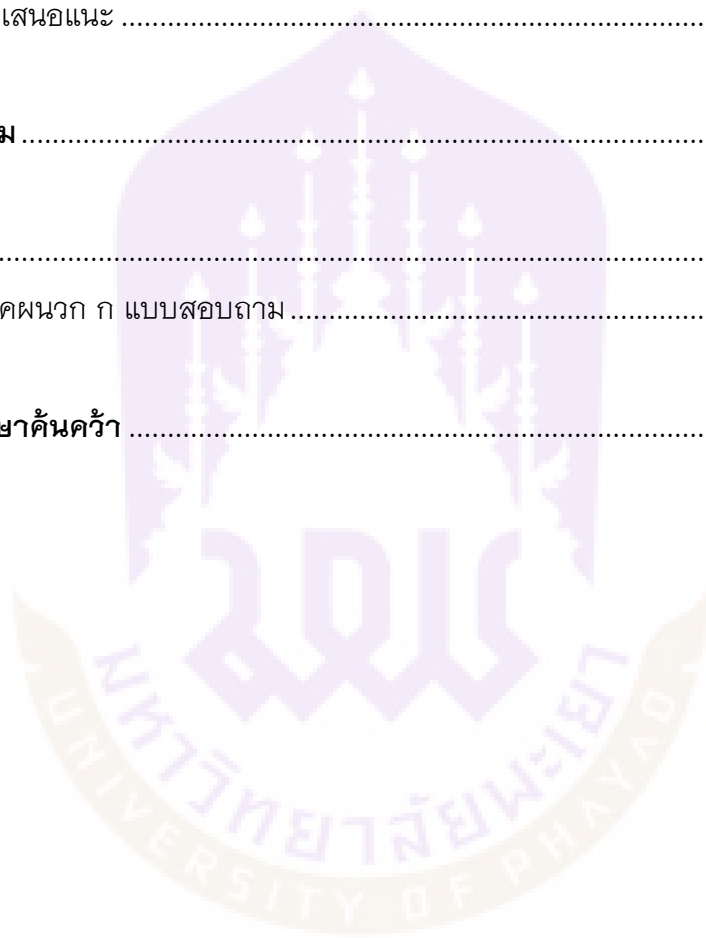 เสนอแนะ ................................................................................
ม ................................................................................
................................................................................
คผนวก ก แบบสอบถาม ................................................................................
ษาค้นคว้า ................................................................................
มหาวิทยาลัยพะเยา
UNIVERSITY OF PHAYAO